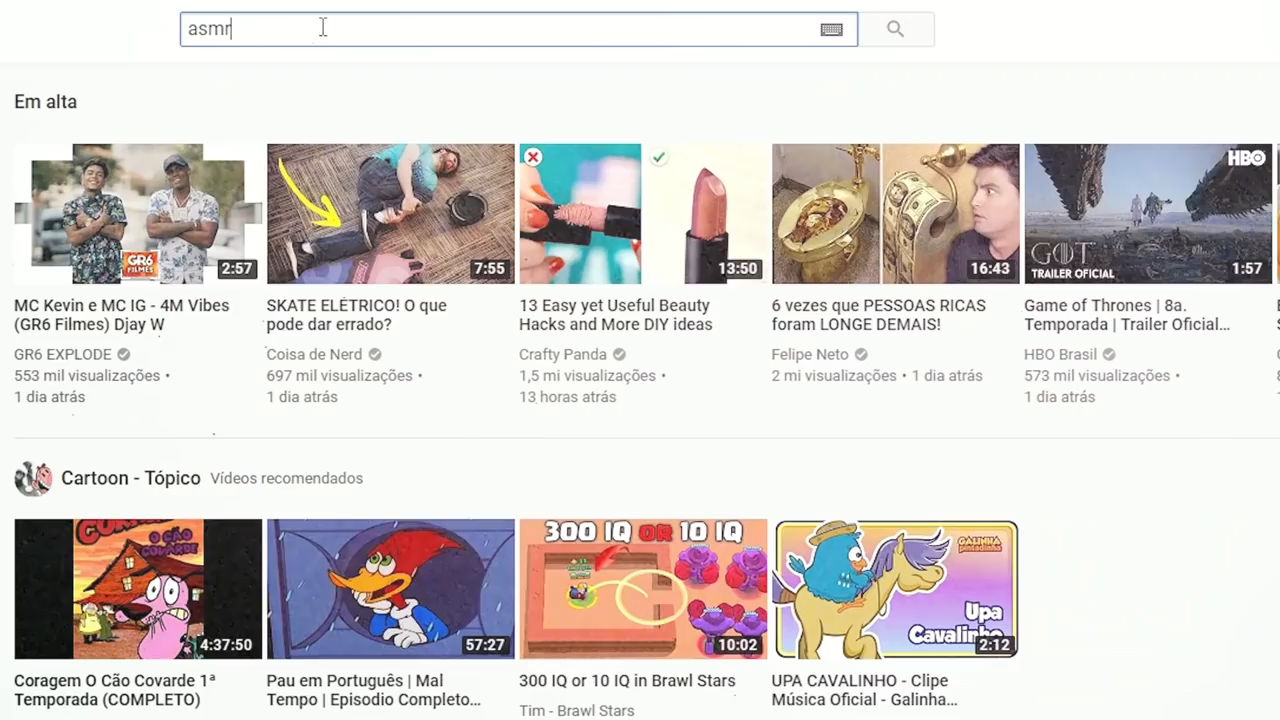 asmr
Em alta
HBO
GR6
FILMES
2:57
7:55
13:50
16:43
GOT
TRAILER OFICIAL
1:57
MC Kevin e MC IG - 4M Vibes
(GR6 Filmes) Djay W
GR6 EXPLODE
553 mil visualizações •
1 dia atrás
SKATE ELÉTRICO! O que
pode dar errado?
Coisa de Nerd
697 mil visualizações •
1 dia atrás
13 Easy yet Useful Beauty
Hacks and More DIY ideas
Crafty Panda
1,5 mi visualizações •
13 horas atrás
6 vezes que PESSOAS RICAS
foram LONGE DEMAIS!
Felipe Neto
2 mi visualizações • 1 dia atrás
Game of Thrones | 8a.
Temporada | Trailer Oficial...
HBO Brasil
573 mil visualizações •
1 dia atrás
Cartoon - Tópico Vídeos recomendados
O CÃO
COVARDE
4:37:50
57:27
300 IQ OR 10 IQ
10:02
GALINHA
pintadinha
Upa
Cavalinho
2:12
Coragem O Cão Covarde 1ª
Temporada (COMPLETO)
Pau em Português | Mal
Tempo | Episodio Completo...
300 IQ or 10 IQ in Brawl Stars
Tim - Brawl Stars
UPA CAVALINHO - Clipe
Música Oficial - Galinha...